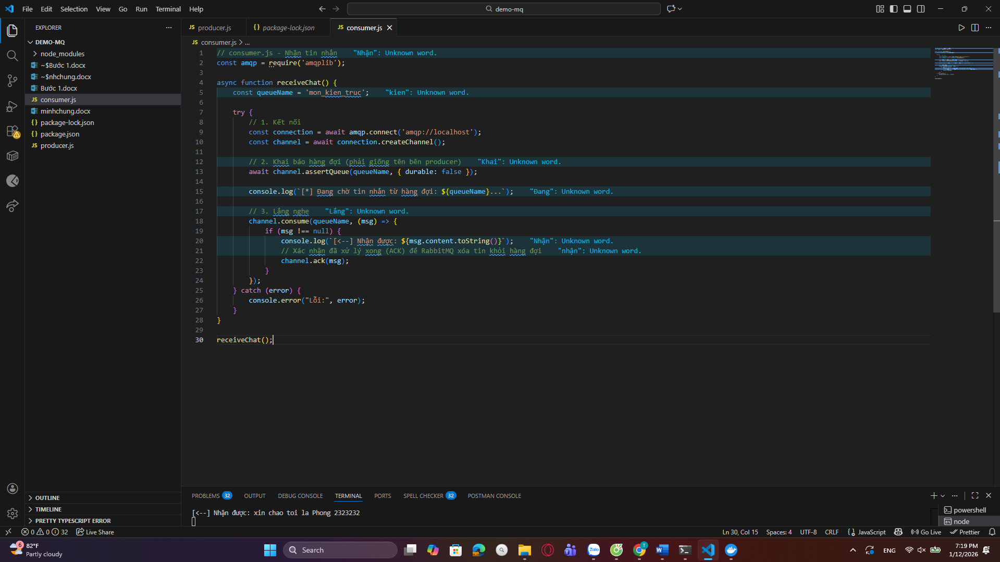 File Edit Selection View Go Run Terminal Help
demo-mq
EXPLORER
DEMO-MQ
node_modules
~$Bước 1.docx
~$nhchung.docx
Bước 1.docx
JS consumer.js
minhchung.docx
{} package-lock.json
{} package.json
JS producer.js
OUTLINE
TIMELINE
PRETTY TYPESCRIPT ERROR
JS producer.js {} package-lock.json JS consumer.js
JS consumer.js > ...
1 // consumer.js - Nhận tin nhắn "Nhận": Unknown word.
2 const amqp = require('amqplib');
3
4 async function receiveChat() {
5 const queueName = 'mon_kien_truc'; "kien": Unknown word.
6
7 try {
8 // 1. Kết nối
9 const connection = await amqp.connect('amqp://localhost');
10 const channel = await connection.createChannel();
11
12 // 2. Khai báo hàng đợi (phải giống tên bên producer) "Khai": Unknown word.
13 await channel.assertQueue(queueName, { durable: false });
14
15 console.log(`[*] Đang chờ tin nhắn từ hàng đợi: ${queueName}...`); "Đang": Unknown word.
16
17 // 3. Lắng nghe "Lắng": Unknown word.
18 channel.consume(queueName, (msg) => {
19 if (msg !== null) {
20 console.log(`[<--] Nhận được: ${msg.content.toString()}`); "Nhận": Unknown word.
21 // Xác nhận đã xử lý xong (ACK) để RabbitMQ xóa tin khỏi hàng đợi "nhận": Unknown word.
22 channel.ack(msg);
23 }
24 });
25 } catch (error) {
26 console.error("Lỗi:", error);
27 }
28 }
29
30 receiveChat();
PROBLEMS 32 OUTPUT DEBUG CONSOLE TERMINAL PORTS SPELL CHECKER 32 POSTMAN CONSOLE
[<--] Nhận được: xin chao toi la Phong 2323232
powershell
node
0 0 32 Live Share
Ln 30, Col 15 Spaces: 4 UTF-8 CRLF {} JavaScript Go Live Prettier
6
82°F
Partly cloudy
Search
Zalo
T
ENG
7:19 PM
1/12/2026